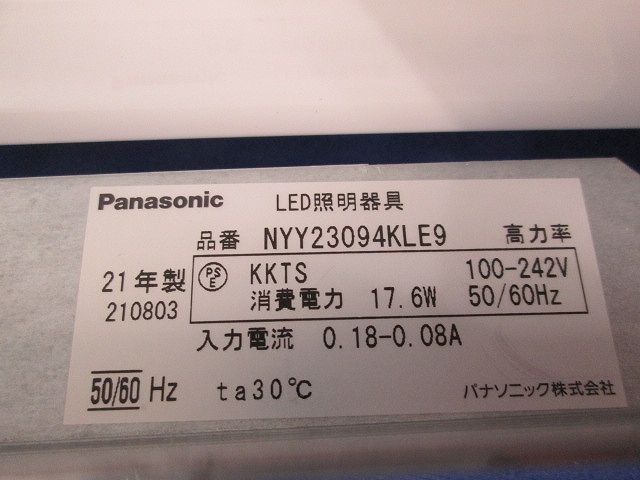 Panasonic LED照明器具
品番 NYY23094KLE9 高力率
21年製 PSE KKTS 100-242V
210803 消費電力 17.6W 50/60Hz
入力電流 0.18-0.08A
50/60 Hz ta30℃ パナソニック株式会社